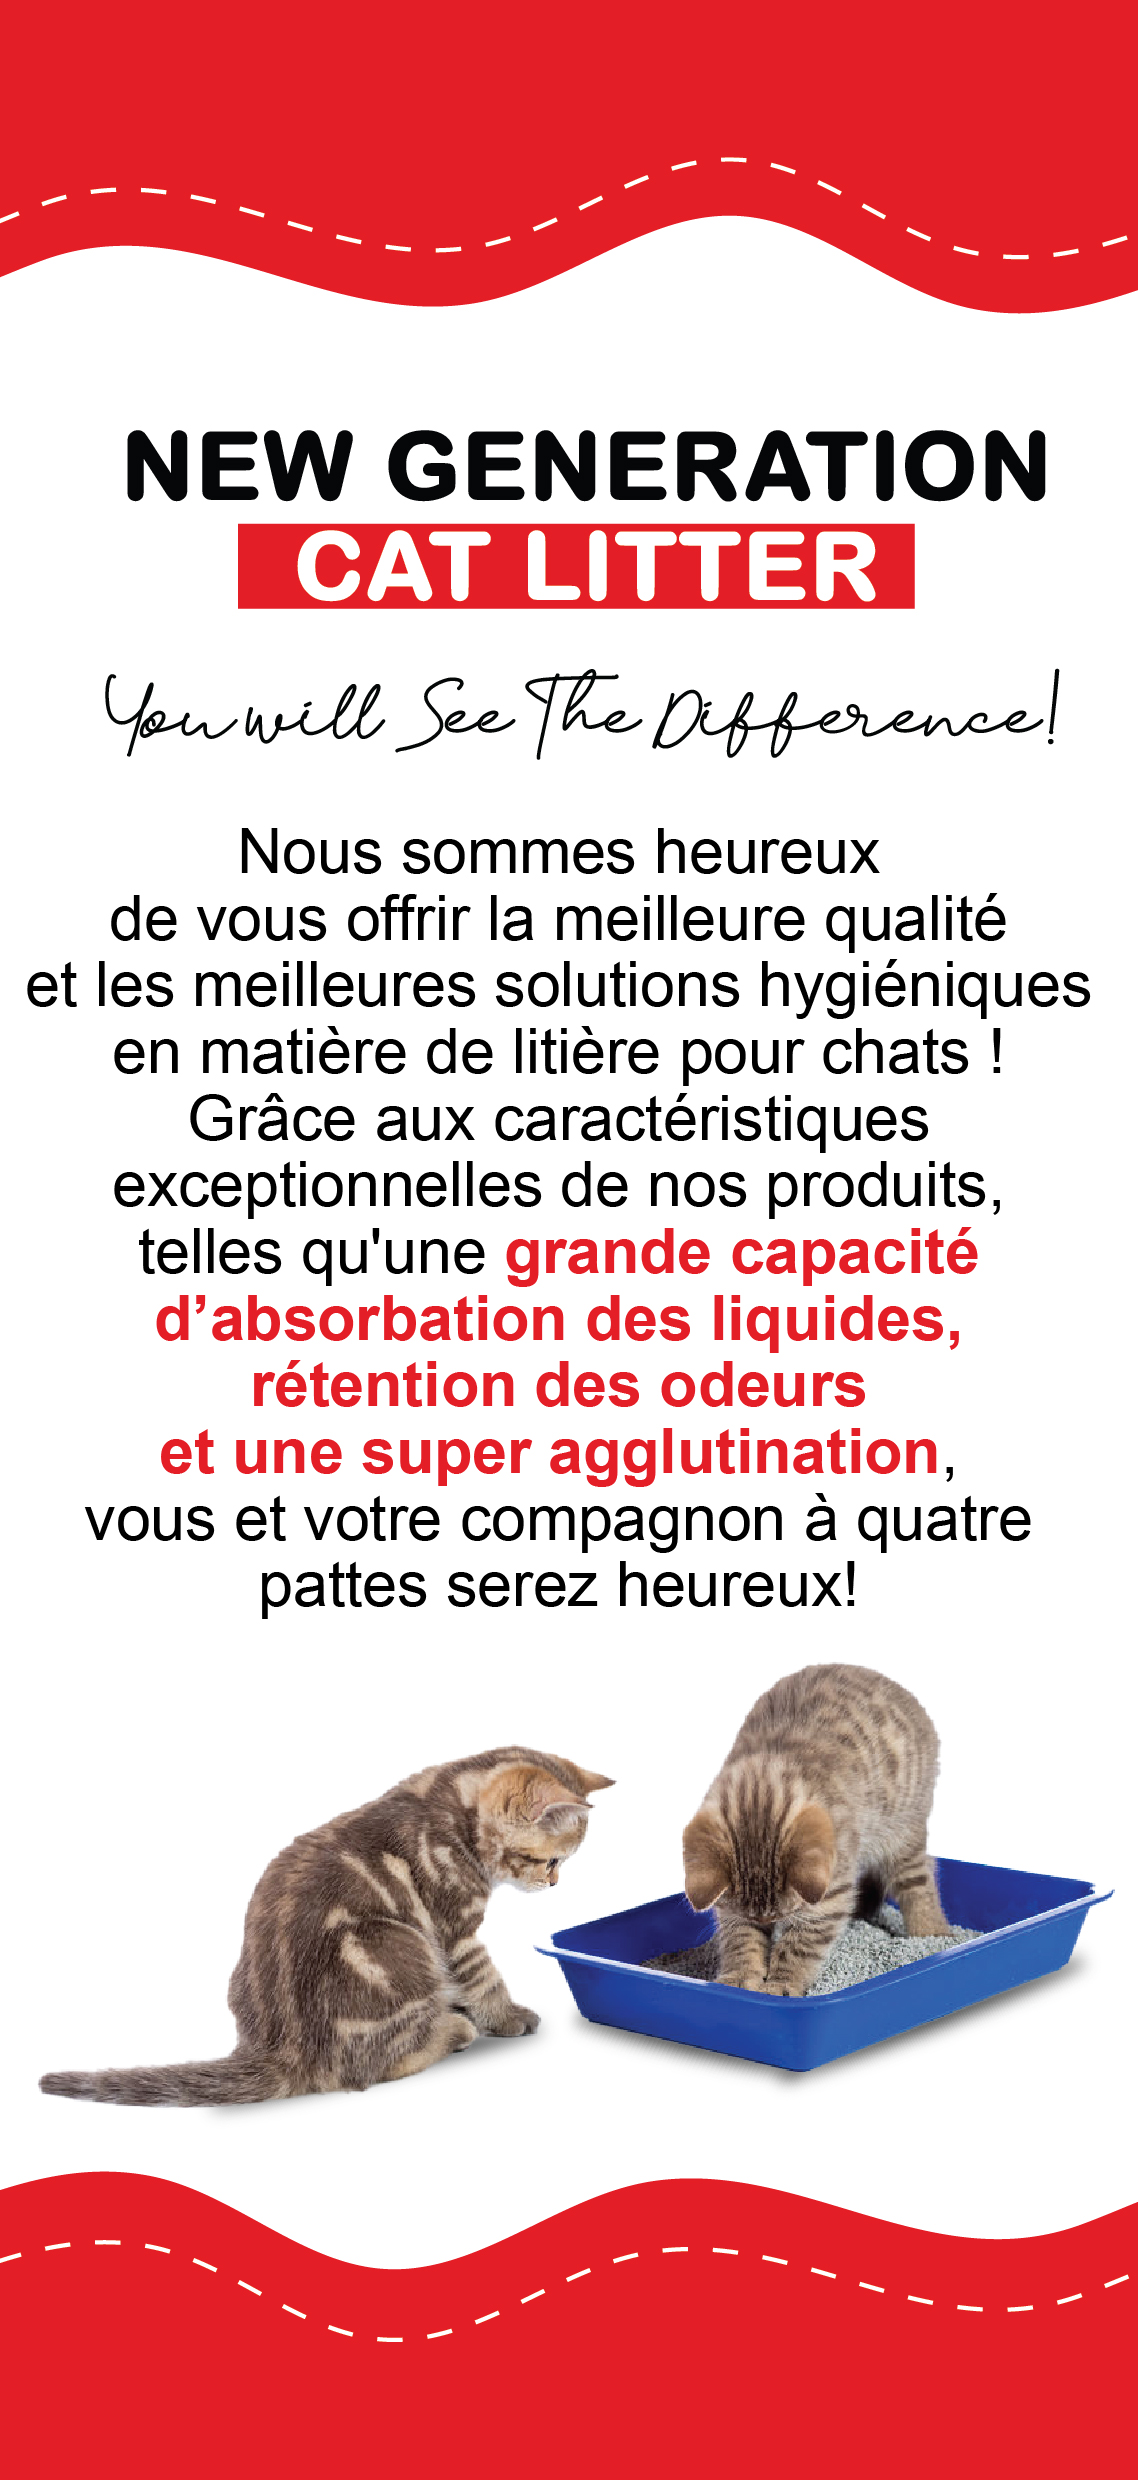 NEW GENERATION
CAT LITTER
You will See The Difference!
Nous sommes heureux
de vous offrir la meilleure qualité
et les meilleures solutions hygiéniques
en matière de litière pour chats !
Grâce aux caractéristiques
exceptionnelles de nos produits,
telles qu'une grande capacité
d’absorbation des liquides,
rétention des odeurs
et une super agglutination,
vous et votre compagnon à quatre
pattes serez heureux!